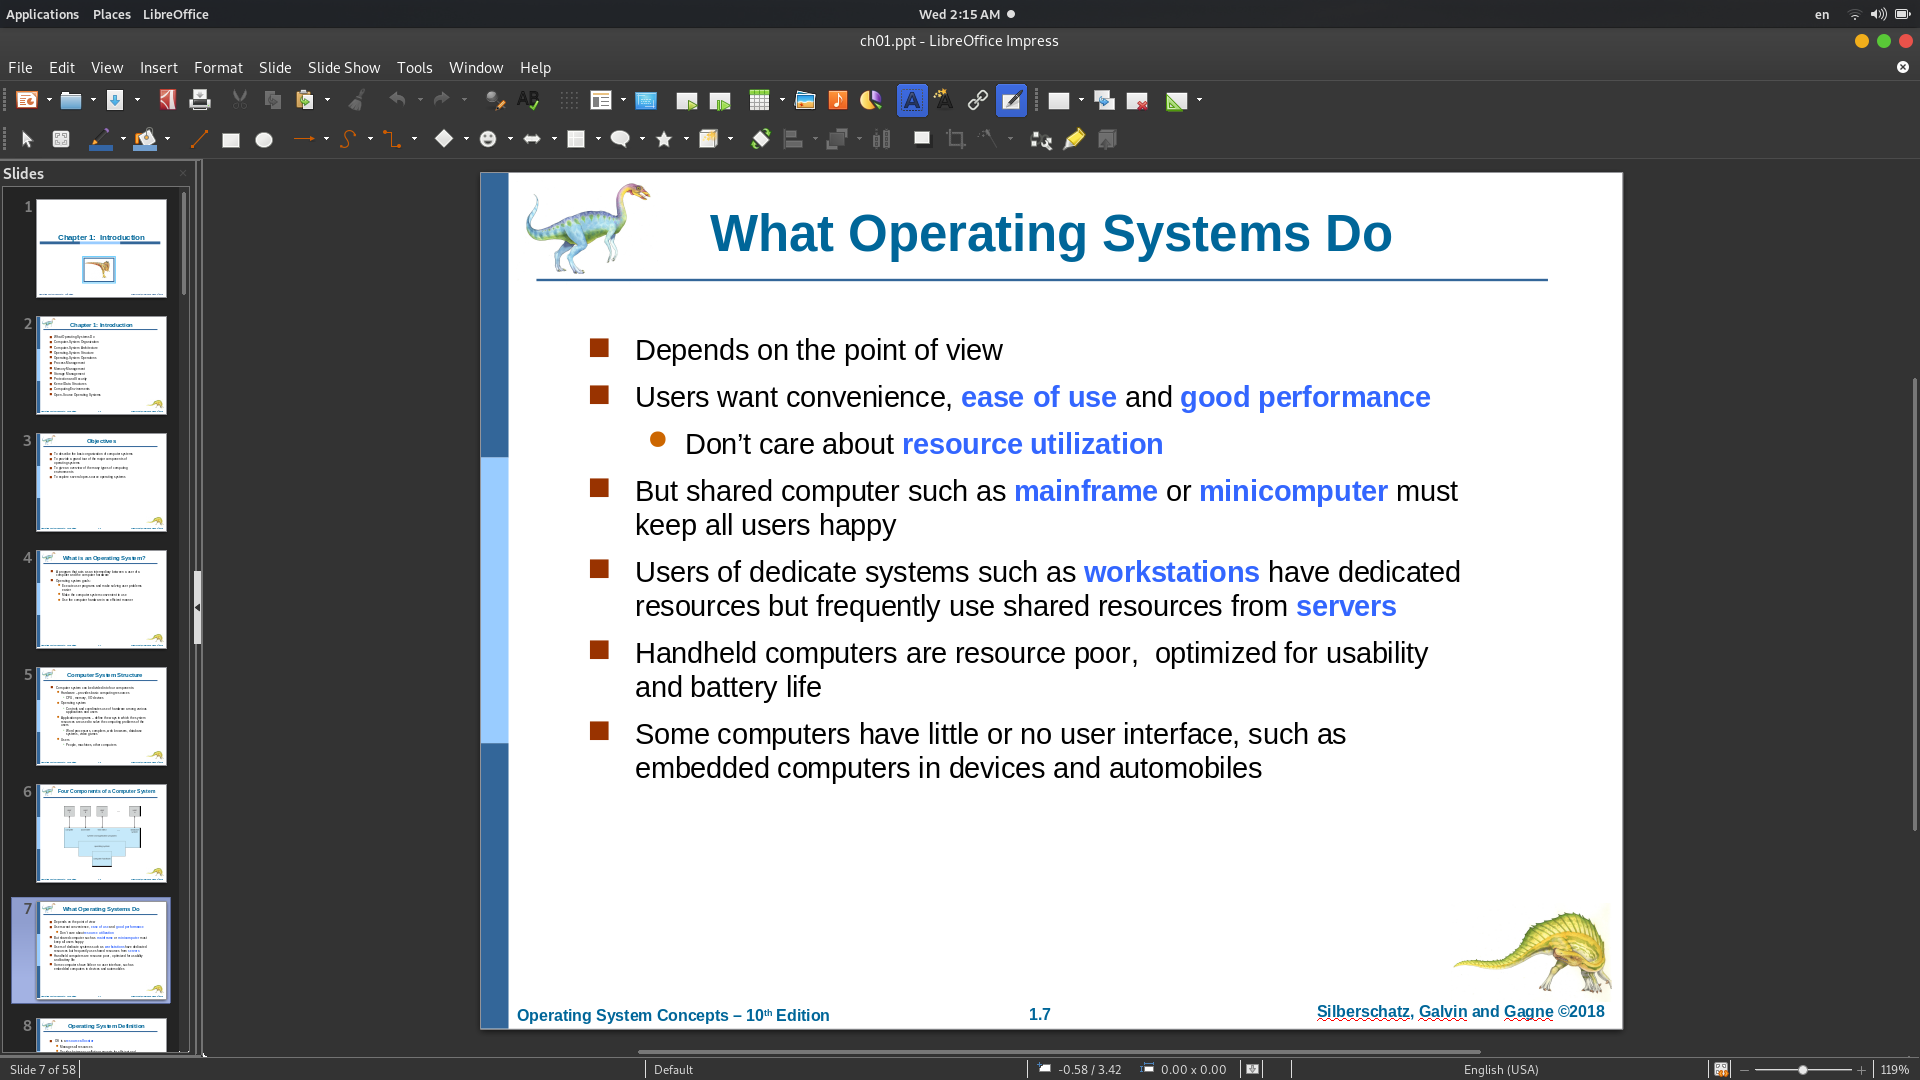 Applications Places LibreOffice
Wed 2:15 AM
en
ch01.ppt - LibreOffice Impress
File Edit View Insert Format Slide Slide Show Tools Window Help
Slides
1
Chapter 1: Introduction
2
Chapter 1: Introduction
3
Objectives
4
What is an Operating System?
5
Computer System Structure
6
Four Components of a Computer System
7
What Operating Systems Do
8
Operating System Definition
What Operating Systems Do
Depends on the point of view
Users want convenience, ease of use and good performance
Don’t care about resource utilization
But shared computer such as mainframe or minicomputer must
keep all users happy
Users of dedicate systems such as workstations have dedicated
resources but frequently use shared resources from servers
Handheld computers are resource poor,  optimized for usability
and battery life
Some computers have little or no user interface, such as
embedded computers in devices and automobiles
Operating System Concepts – 10th Edition
1.7
Silberschatz, Galvin and Gagne ©2018
Slide 7 of 58
Default
-0.58 / 3.42
0.00 x 0.00
English (USA)
119%